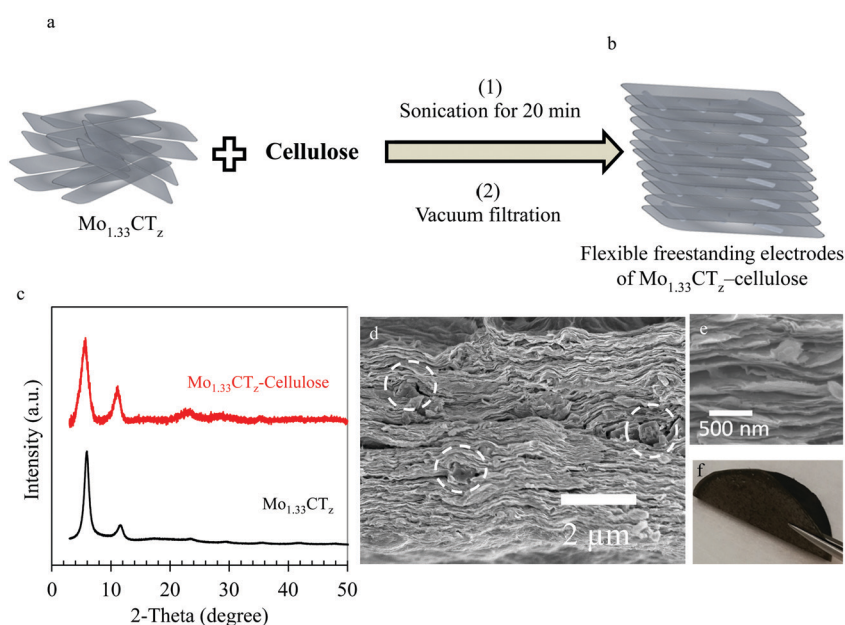 a
b
(1)
Sonication for 20 min
Cellulose
(2)
Vacuum filtration
Mo1.33CTz
Flexible freestanding electrodes
of Mo1.33CTz–cellulose
c
Intensity (a.u.)
Mo1.33CTz-Cellulose
Mo1.33CTz
0 10 20 30 40 50
2-Theta (degree)
d
2 μm
e
500 nm
f